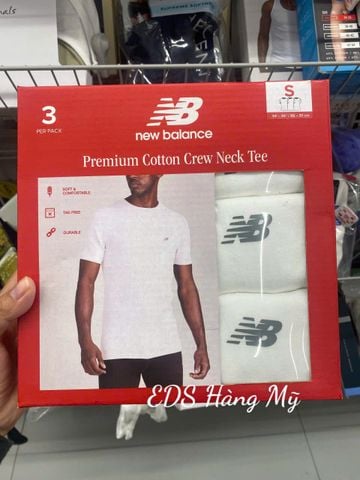 3
PER PACK
NB
new balance
S
Premium Cotton Crew Neck Tee
SOFT &
COMFORTABLE
TAG FREE
DURABLE
NB
NB
EDS Hàng Mỹ